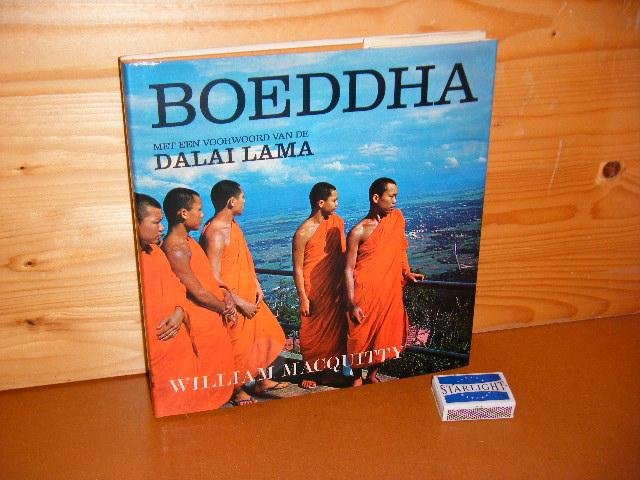 BOEDDHA
MET EEN VOORWOORD VAN DE
DALAI LAMA
WILLIAM MACQUITTY
STARLIGHT